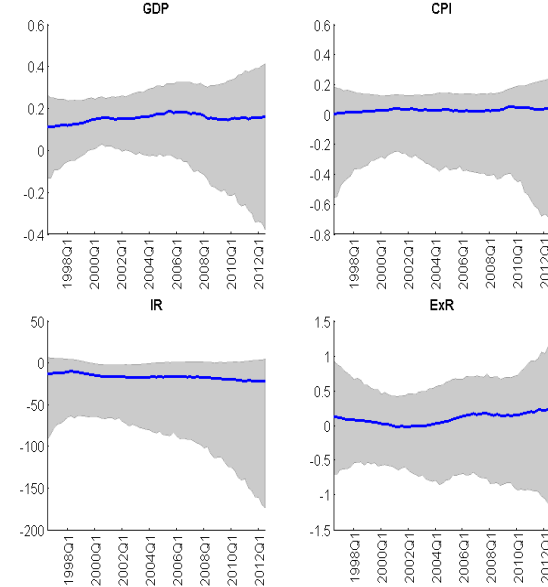 GDP
0.6
0.4
0.2
0
-0.2
-0.4
1998Q1
2000Q1
2002Q1
2004Q1
2006Q1
2008Q1
2010Q1
2012Q1
CPI
0.6
0.4
0.2
0
-0.2
-0.4
-0.6
-0.8
1998Q1
2000Q1
2002Q1
2004Q1
2006Q1
2008Q1
2010Q1
2012Q1
IR
50
0
-50
-100
-150
-200
1998Q1
2000Q1
2002Q1
2004Q1
2006Q1
2008Q1
2010Q1
2012Q1
ExR
1.5
1
0.5
0
-0.5
-1
-1.5
1998Q1
2000Q1
2002Q1
2004Q1
2006Q1
2008Q1
2010Q1
2012Q1